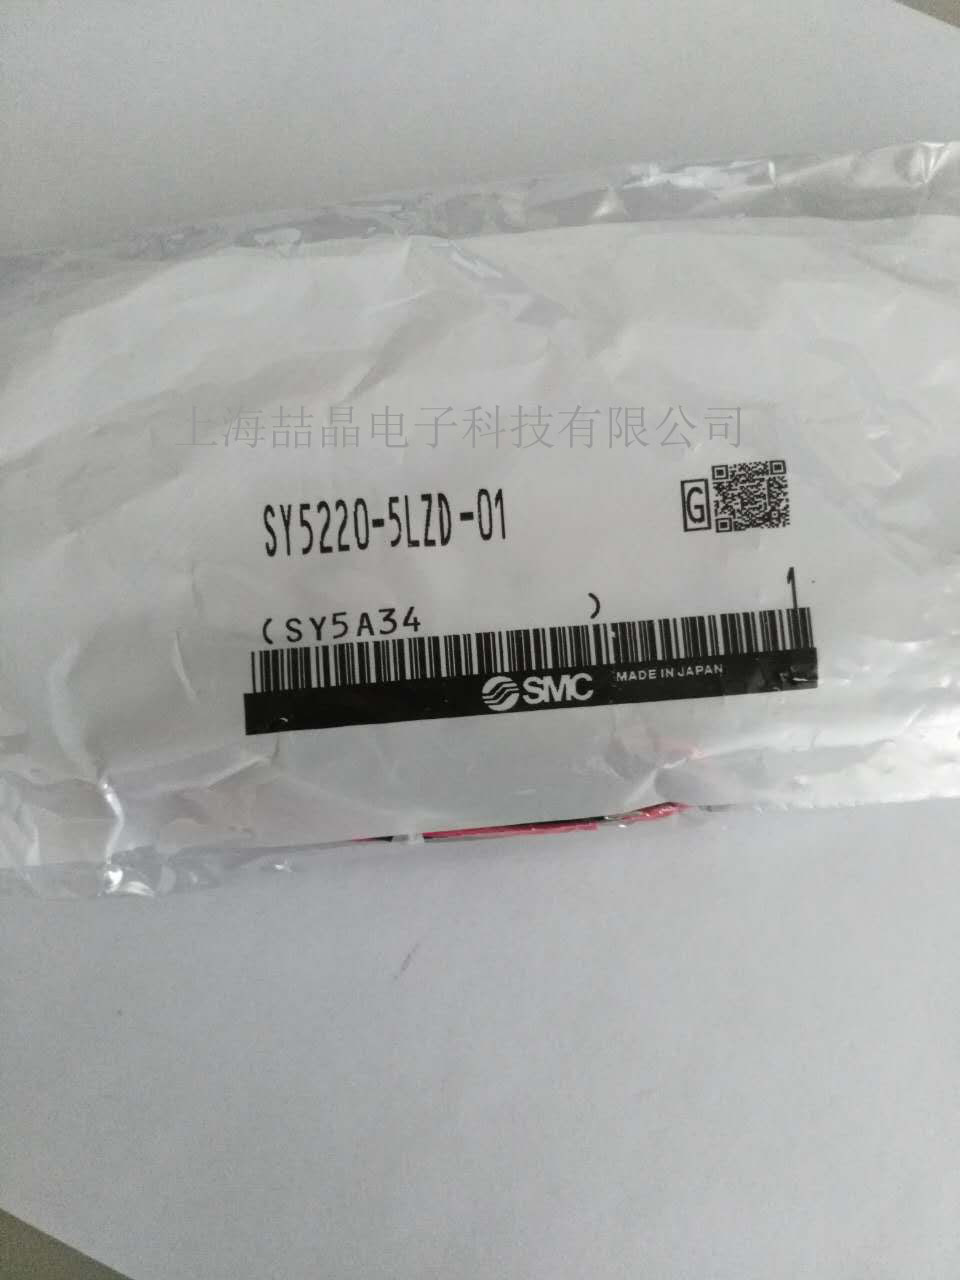 上海喆晶电子科技有限公司
SY5220-5LZD-01
G
(SY5A34 )
1
SMC MADE IN JAPAN